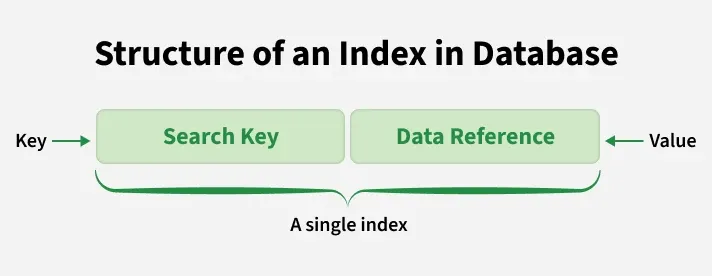 Structure of an Index in Database
Key
Search Key
Data Reference
Value
A single index